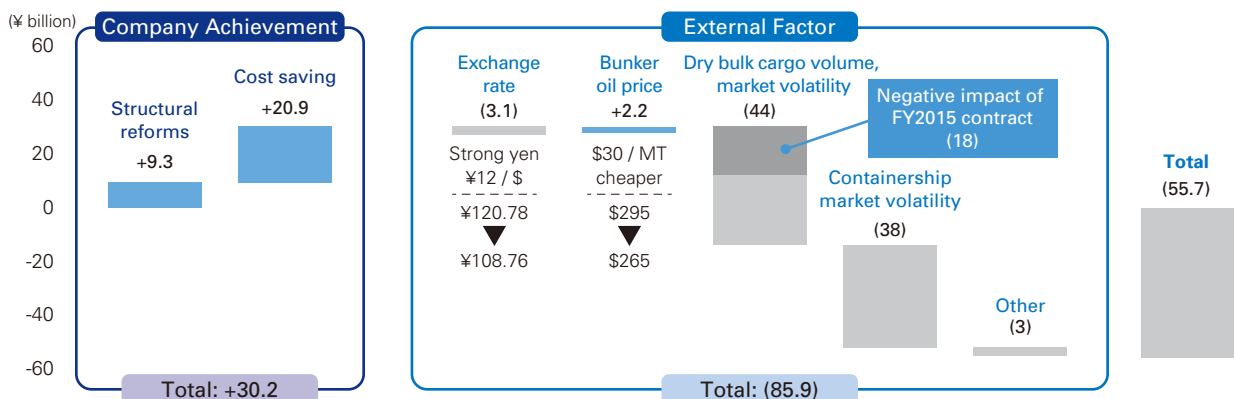 (¥ billion)
60
40
20
0
-20
-40
-60
Company Achievement
Structural
reforms
+9.3
Cost saving
+20.9
Total: +30.2
External Factor
Exchange
rate
(3.1)
Strong yen
¥12 / $
¥120.78
¥108.76
Bunker
oil price
+2.2
$30 / MT
cheaper
$295
$265
Dry bulk cargo volume,
market volatility
(44)
Negative impact of
FY2015 contract
(18)
Containership
market volatility
(38)
Other
(3)
Total: (85.9)
Total
(55.7)